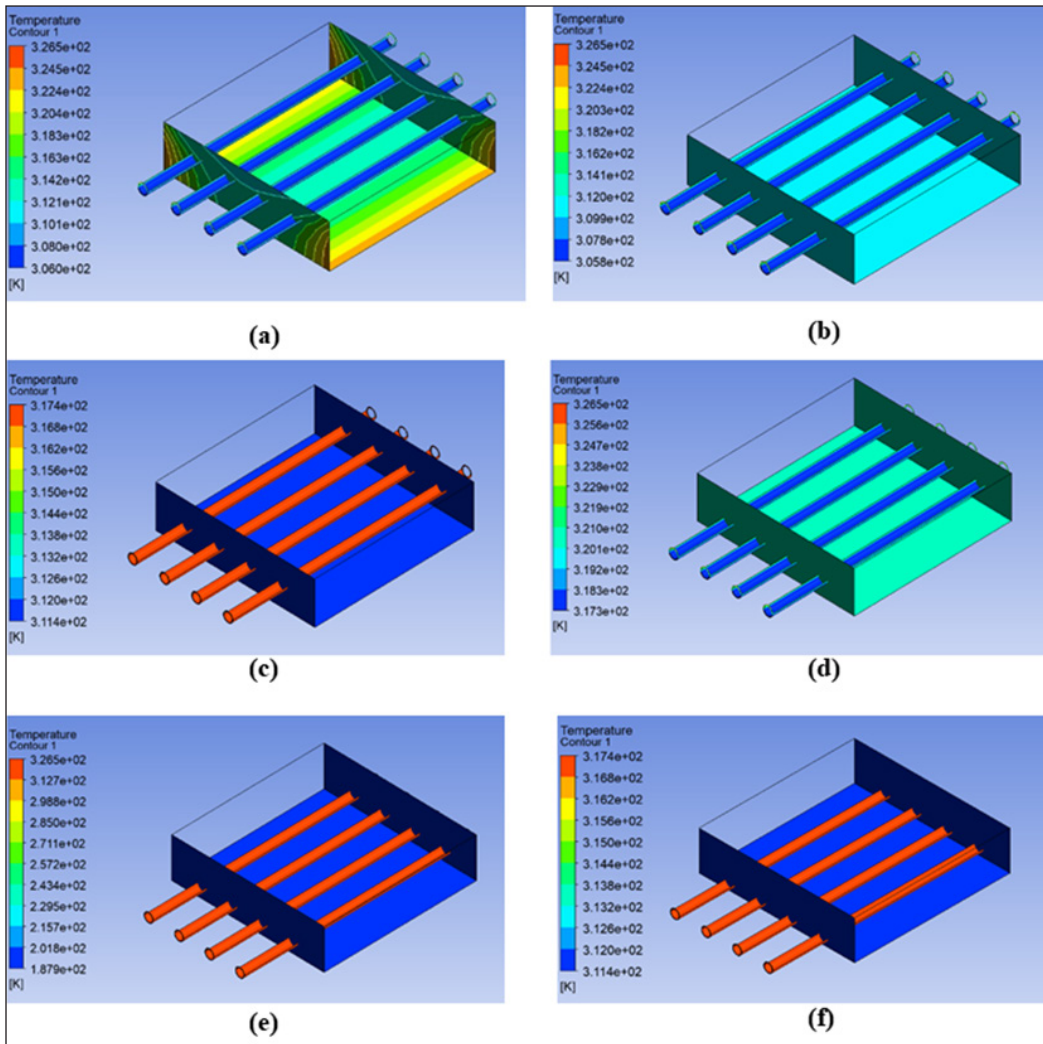 Temperature
Contour 1
3.265e+02
3.245e+02
3.224e+02
3.204e+02
3.183e+02
3.163e+02
3.142e+02
3.121e+02
3.101e+02
3.080e+02
3.060e+02
[K]
(a)
Temperature
Contour 1
3.265e+02
3.245e+02
3.224e+02
3.203e+02
3.182e+02
3.162e+02
3.141e+02
3.120e+02
3.099e+02
3.078e+02
3.058e+02
[K]
(b)
Temperature
Contour 1
3.174e+02
3.168e+02
3.162e+02
3.156e+02
3.150e+02
3.144e+02
3.138e+02
3.132e+02
3.126e+02
3.120e+02
3.114e+02
[K]
(c)
Temperature
Contour 1
3.265e+02
3.256e+02
3.247e+02
3.238e+02
3.229e+02
3.219e+02
3.210e+02
3.201e+02
3.192e+02
3.183e+02
3.173e+02
[K]
(d)
Temperature
Contour 1
3.265e+02
3.127e+02
2.988e+02
2.850e+02
2.711e+02
2.572e+02
2.434e+02
2.295e+02
2.157e+02
2.018e+02
1.879e+02
[K]
(e)
Temperature
Contour 1
3.174e+02
3.168e+02
3.162e+02
3.156e+02
3.150e+02
3.144e+02
3.138e+02
3.132e+02
3.126e+02
3.120e+02
3.114e+02
[K]
(f)